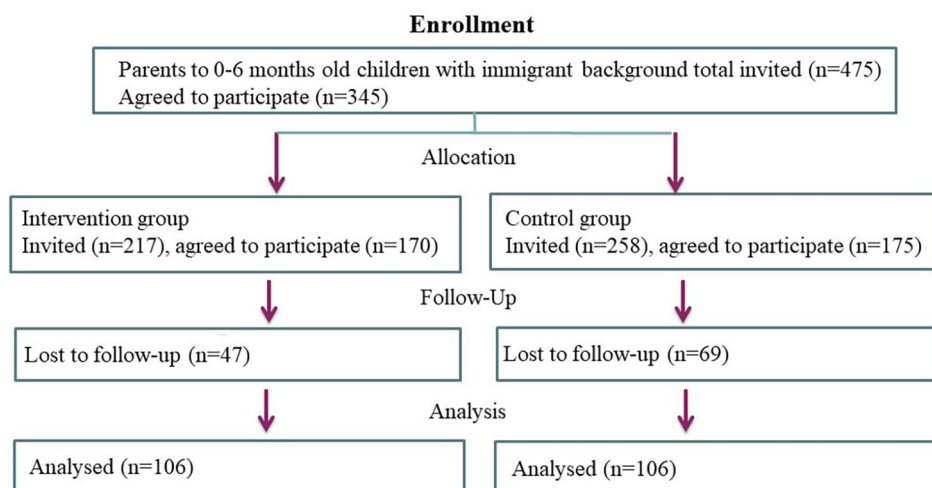 Enrollment
Parents to 0-6 months old children with immigrant background total invited (n=475)
Agreed to participate (n=345)
Allocation
Intervention group
Invited (n=217), agreed to participate (n=170)
Control group
Invited (n=258), agreed to participate (n=175)
Follow-Up
Lost to follow-up (n=47)
Lost to follow-up (n=69)
Analysis
Analysed (n=106)
Analysed (n=106)